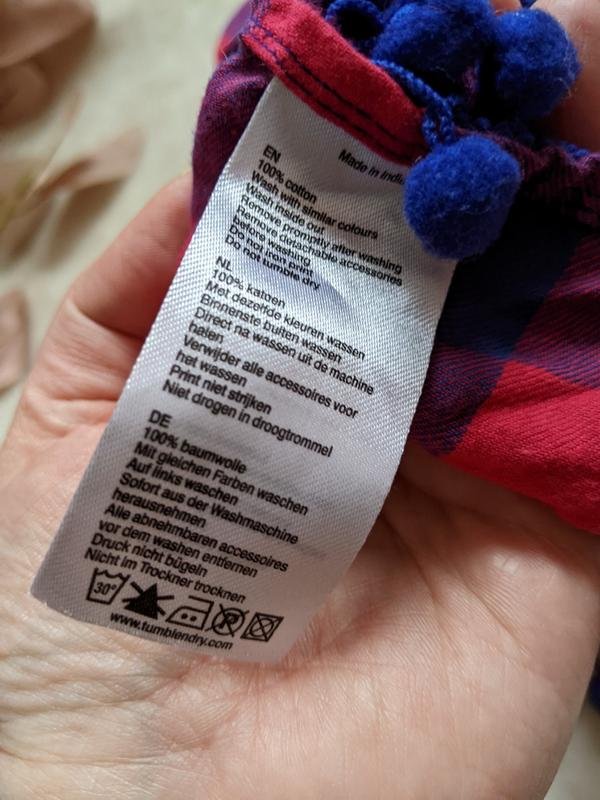 Made in India
EN
100% cotton
Wash with similar colours
Wash inside out
Remove promptly after washing
Remove detachable accessories
before washing
Do not iron print
Do not tumble dry
NL
100% katoen
Met dezelfde kleuren wassen
Binnenste buiten wassen
Direct na wassen uit de machine
halen
Verwijder alle accessoires voor
het wassen
Print niet strijken
Niet drogen in droogtrommel
DE
100% baumwolle
Mit gleichen Farben waschen
Auf links waschen
Sofort aus der Washmaschine
herausnehmen
Alle abnehmbaren accessoires
vor dem washen entfernen
Druck nicht bügeln
Nicht im Trockner trocknen
30° P
www.tumblendry.com